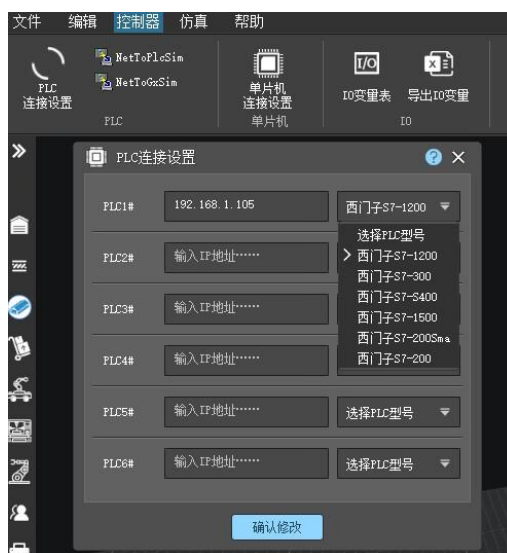 文件 编辑 控制器 仿真 帮助
NetToPlcSim
NetToGxSim
PLC
连接设置
单片机
连接设置
I/O
IO变量表
导出IO变量
PLC 单片机 IO
PLC连接设置
PLC1# 192.168.1.105 西门子S7-1200
选择PLC型号
西门子S7-1200
西门子S7-300
西门子S7-S400
西门子S7-1500
西门子S7-200Sma
西门子S7-200
PLC2# 输入IP地址······
PLC3# 输入IP地址······
PLC4# 输入IP地址······
PLC5# 输入IP地址······ 选择PLC型号
PLC6# 输入IP地址······ 选择PLC型号
确认修改